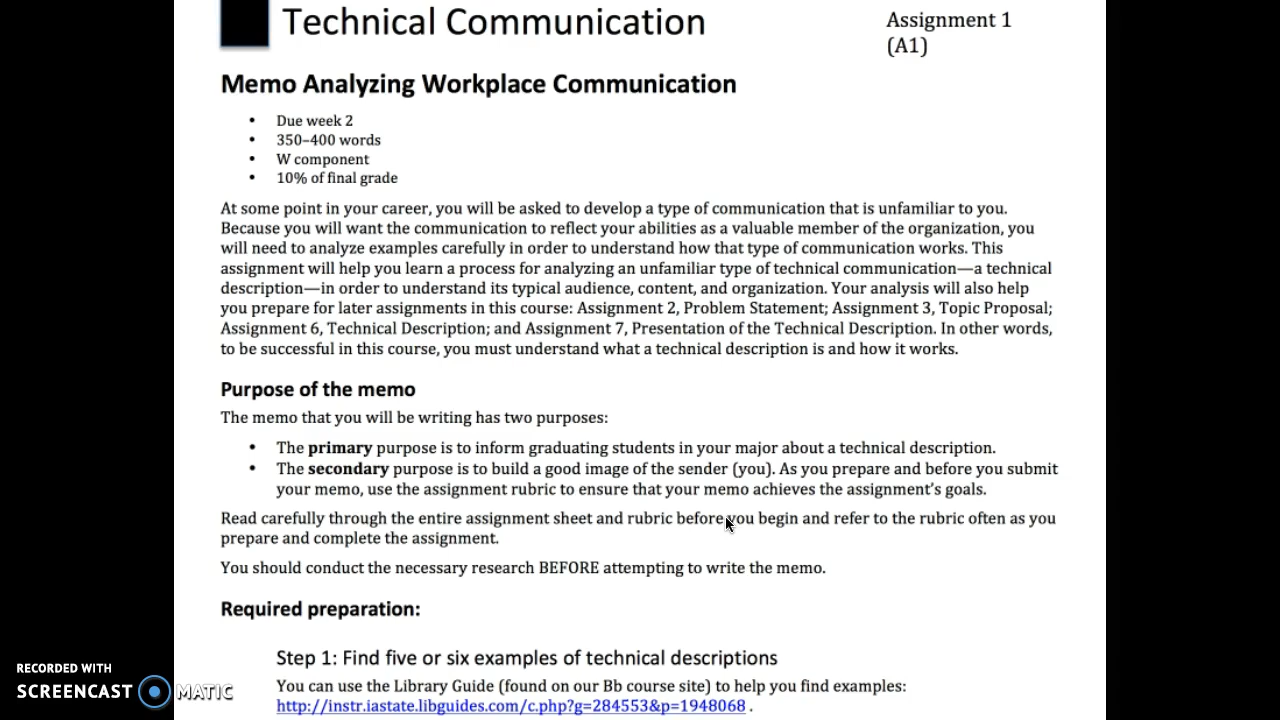 Technical Communication
Assignment 1
(A1)
Memo Analyzing Workplace Communication
• Due week 2
• 350–400 words
• W component
• 10% of final grade
At some point in your career, you will be asked to develop a type of communication that is unfamiliar to you.
Because you will want the communication to reflect your abilities as a valuable member of the organization, you
will need to analyze examples carefully in order to understand how that type of communication works. This
assignment will help you learn a process for analyzing an unfamiliar type of technical communication—a technical
description—in order to understand its typical audience, content, and organization. Your analysis will also help
you prepare for later assignments in this course: Assignment 2, Problem Statement; Assignment 3, Topic Proposal;
Assignment 6, Technical Description; and Assignment 7, Presentation of the Technical Description. In other words,
to be successful in this course, you must understand what a technical description is and how it works.
Purpose of the memo
The memo that you will be writing has two purposes:
• The primary purpose is to inform graduating students in your major about a technical description.
• The secondary purpose is to build a good image of the sender (you). As you prepare and before you submit
your memo, use the assignment rubric to ensure that your memo achieves the assignment's goals.
Read carefully through the entire assignment sheet and rubric before you begin and refer to the rubric often as you
prepare and complete the assignment.
You should conduct the necessary research BEFORE attempting to write the memo.
Required preparation:
Step 1: Find five or six examples of technical descriptions
You can use the Library Guide (found on our Bb course site) to help you find examples:
http://instr.iastate.libguides.com/c.php?g=284553&p=1948068 .
RECORDED WITH
SCREENCAST MATIC